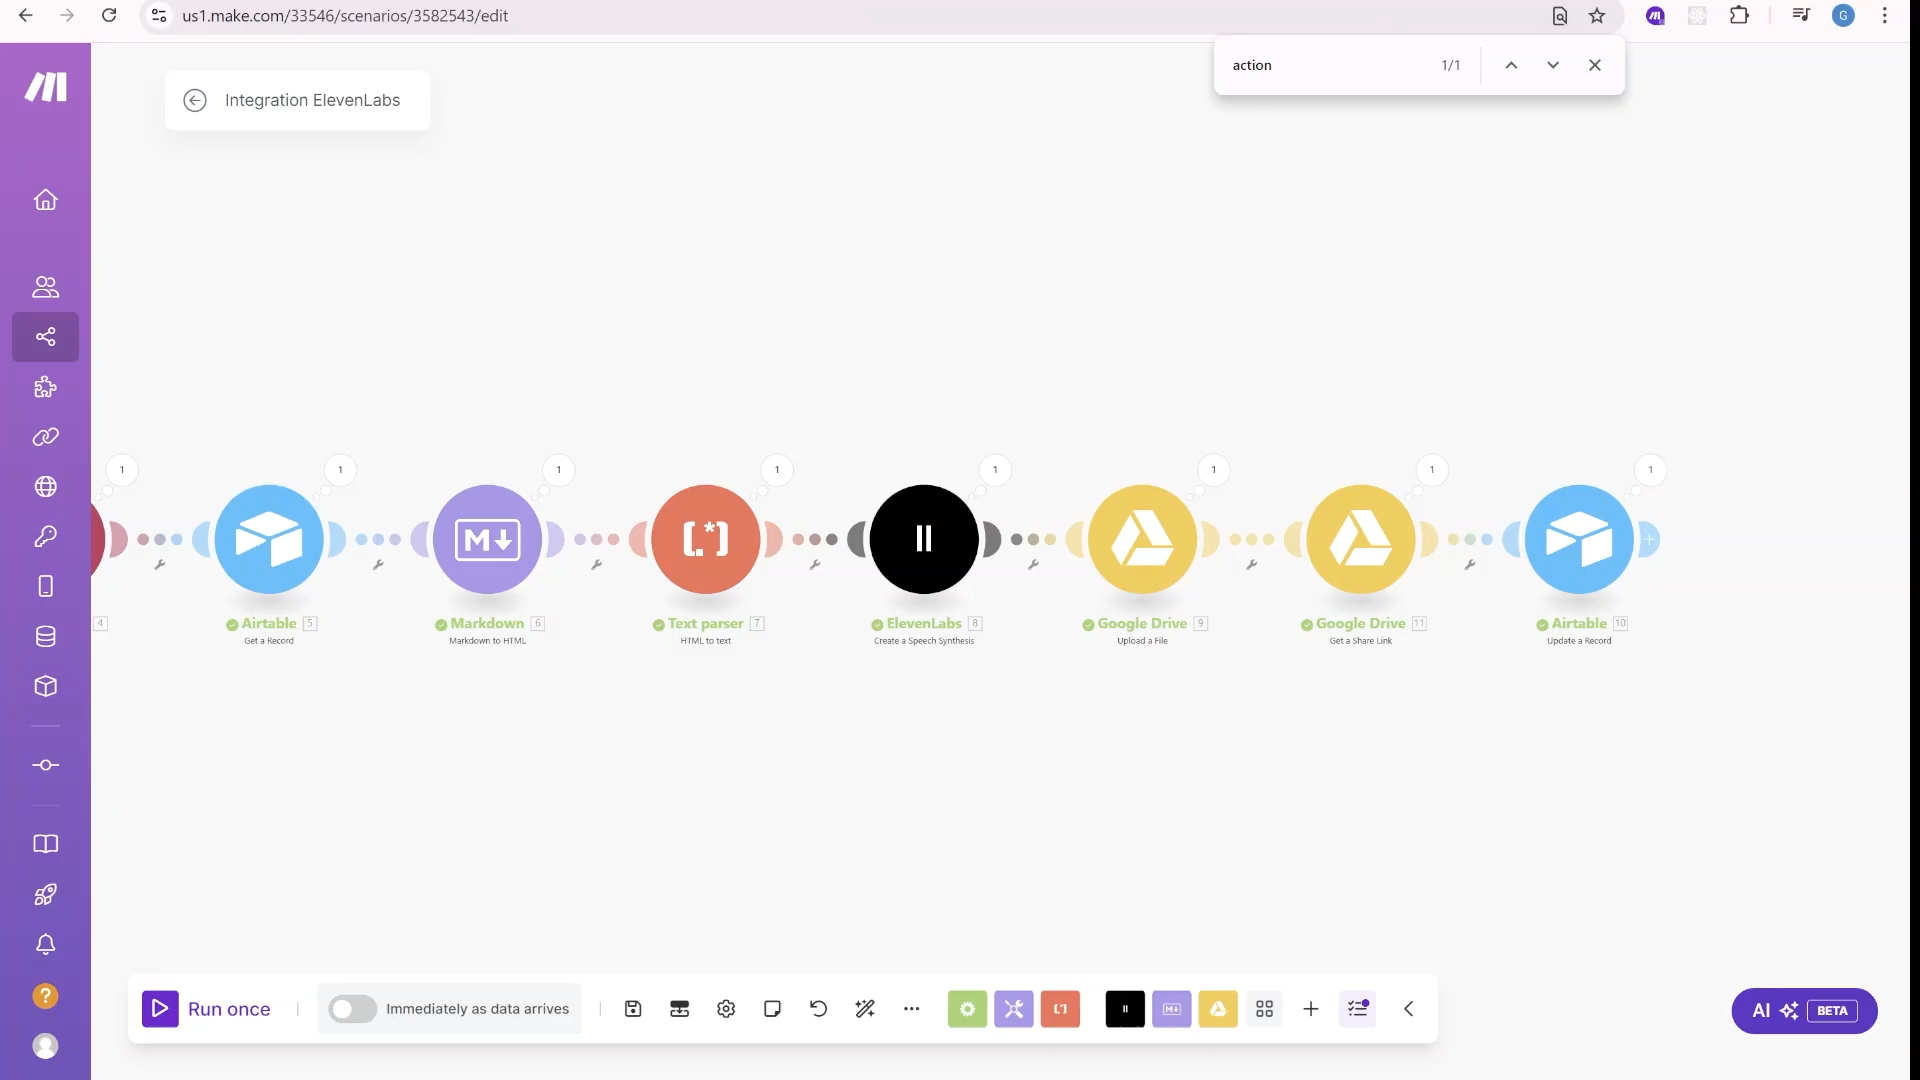 us1.make.com/33546/scenarios/3582543/edit
G
action
1/1
Integration ElevenLabs
1
1
1
1
1
1
1
1
[.*]
M
4
Airtable 5
Get a Record
Markdown 6
Markdown to HTML
Text parser 7
HTML to text
ElevenLabs 8
Create a Speech Synthesis
Google Drive 9
Upload a File
Google Drive 11
Get a Share Link
Airtable 10
Update a Record
?
Run once
Immediately as data arrives
AI BETA